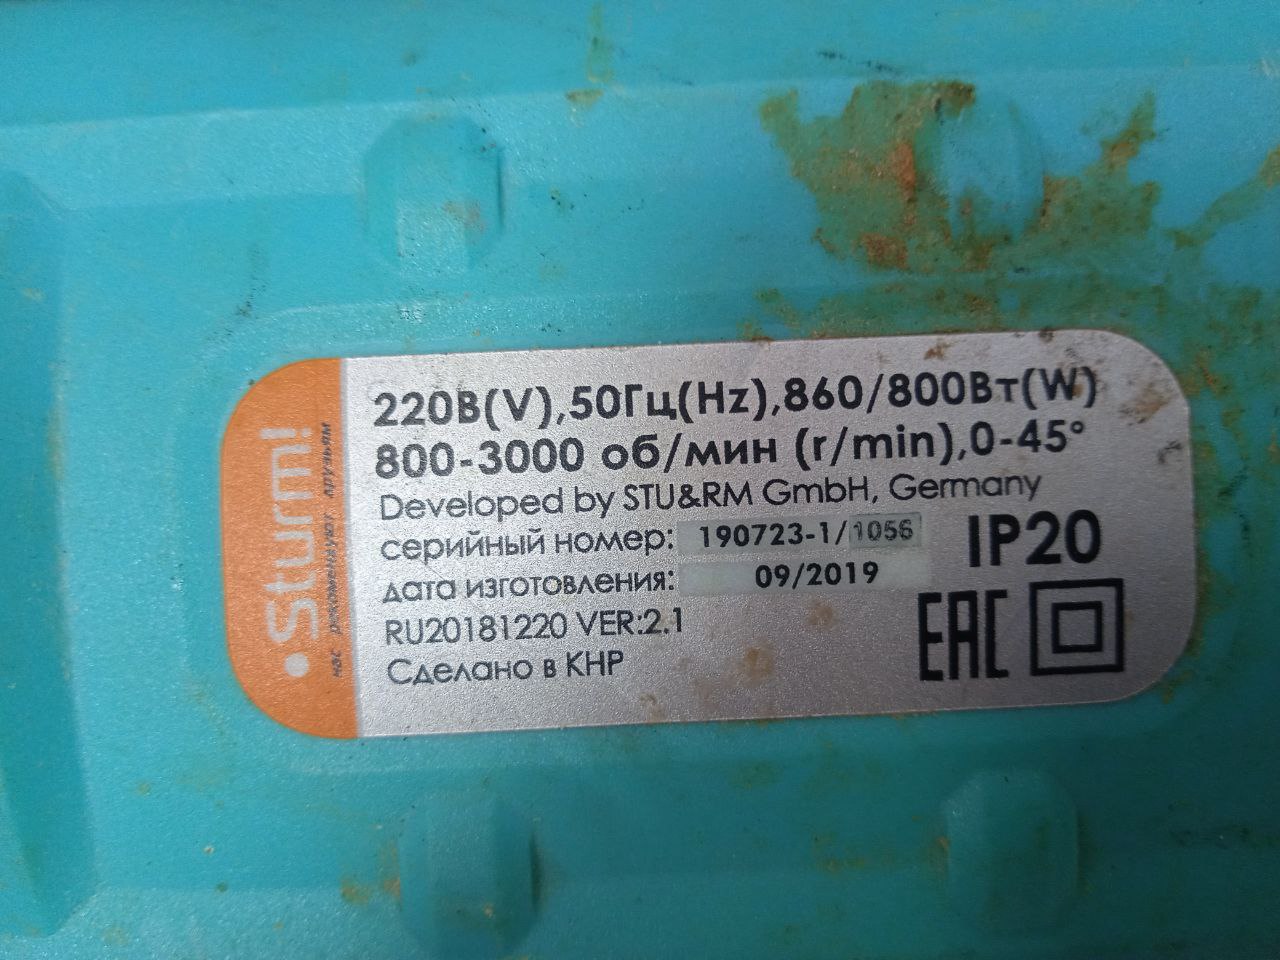 •Sturm!
нас рекомендуют друзьям
220В(V),50Гц(Hz),860/800Вт(W)
800-3000 об/мин (r/min),0-45°
Developed by STU&RM GmbH, Germany
серийный номер: 190723-1/1056
дата изготовления: 09/2019
IP20
RU20181220 VER:2.1
Сделано в КНР
EAC